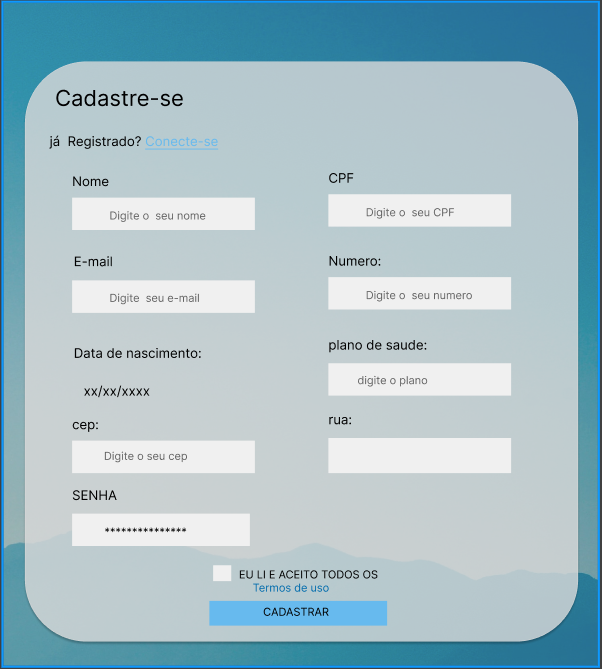 Cadastre-se
já Registrado? Conecte-se
Nome
Digite o seu nome
CPF
Digite o seu CPF
E-mail
Digite seu e-mail
Numero:
Digite o seu numero
Data de nascimento:
xx/xx/xxxx
plano de saude:
digite o plano
cep:
Digite o seu cep
rua:
SENHA
***************
EU LI E ACEITO TODOS OS
Termos de uso
CADASTRAR